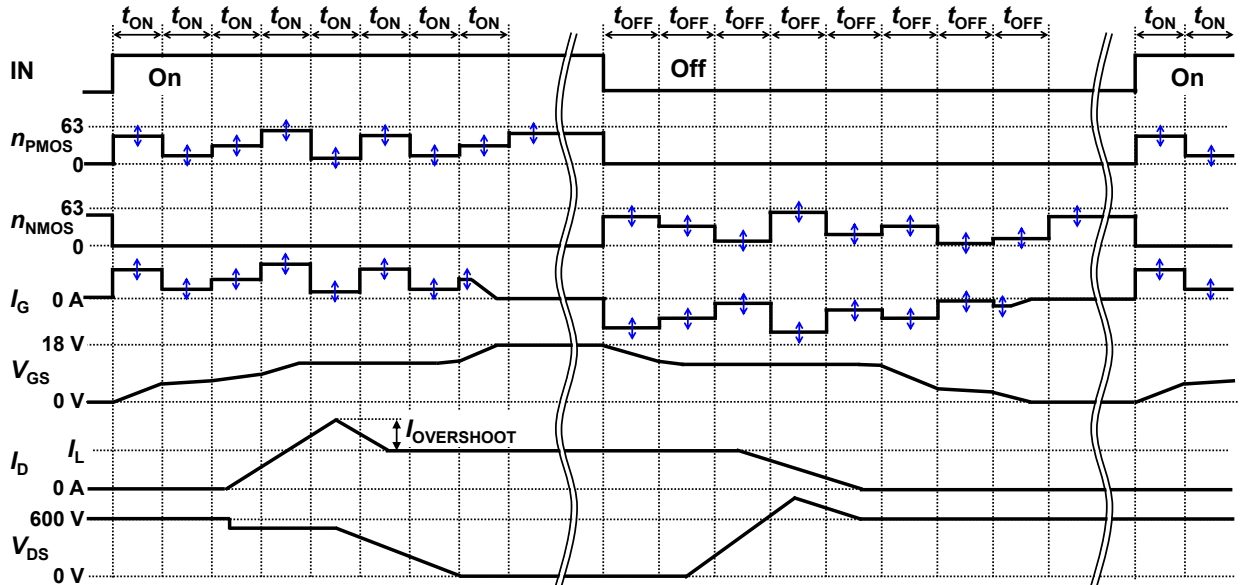 tON tON tON tON tON tON tON tON tOFF tOFF tOFF tOFF tOFF tOFF tOFF tOFF tON tON
IN On Off On
63
nPMOS
0
63
nNMOS
0
IG 0 A
18 V
VGS
0 V
IOVERSHOOT
ID IL
0 A
600 V
VDS
0 V